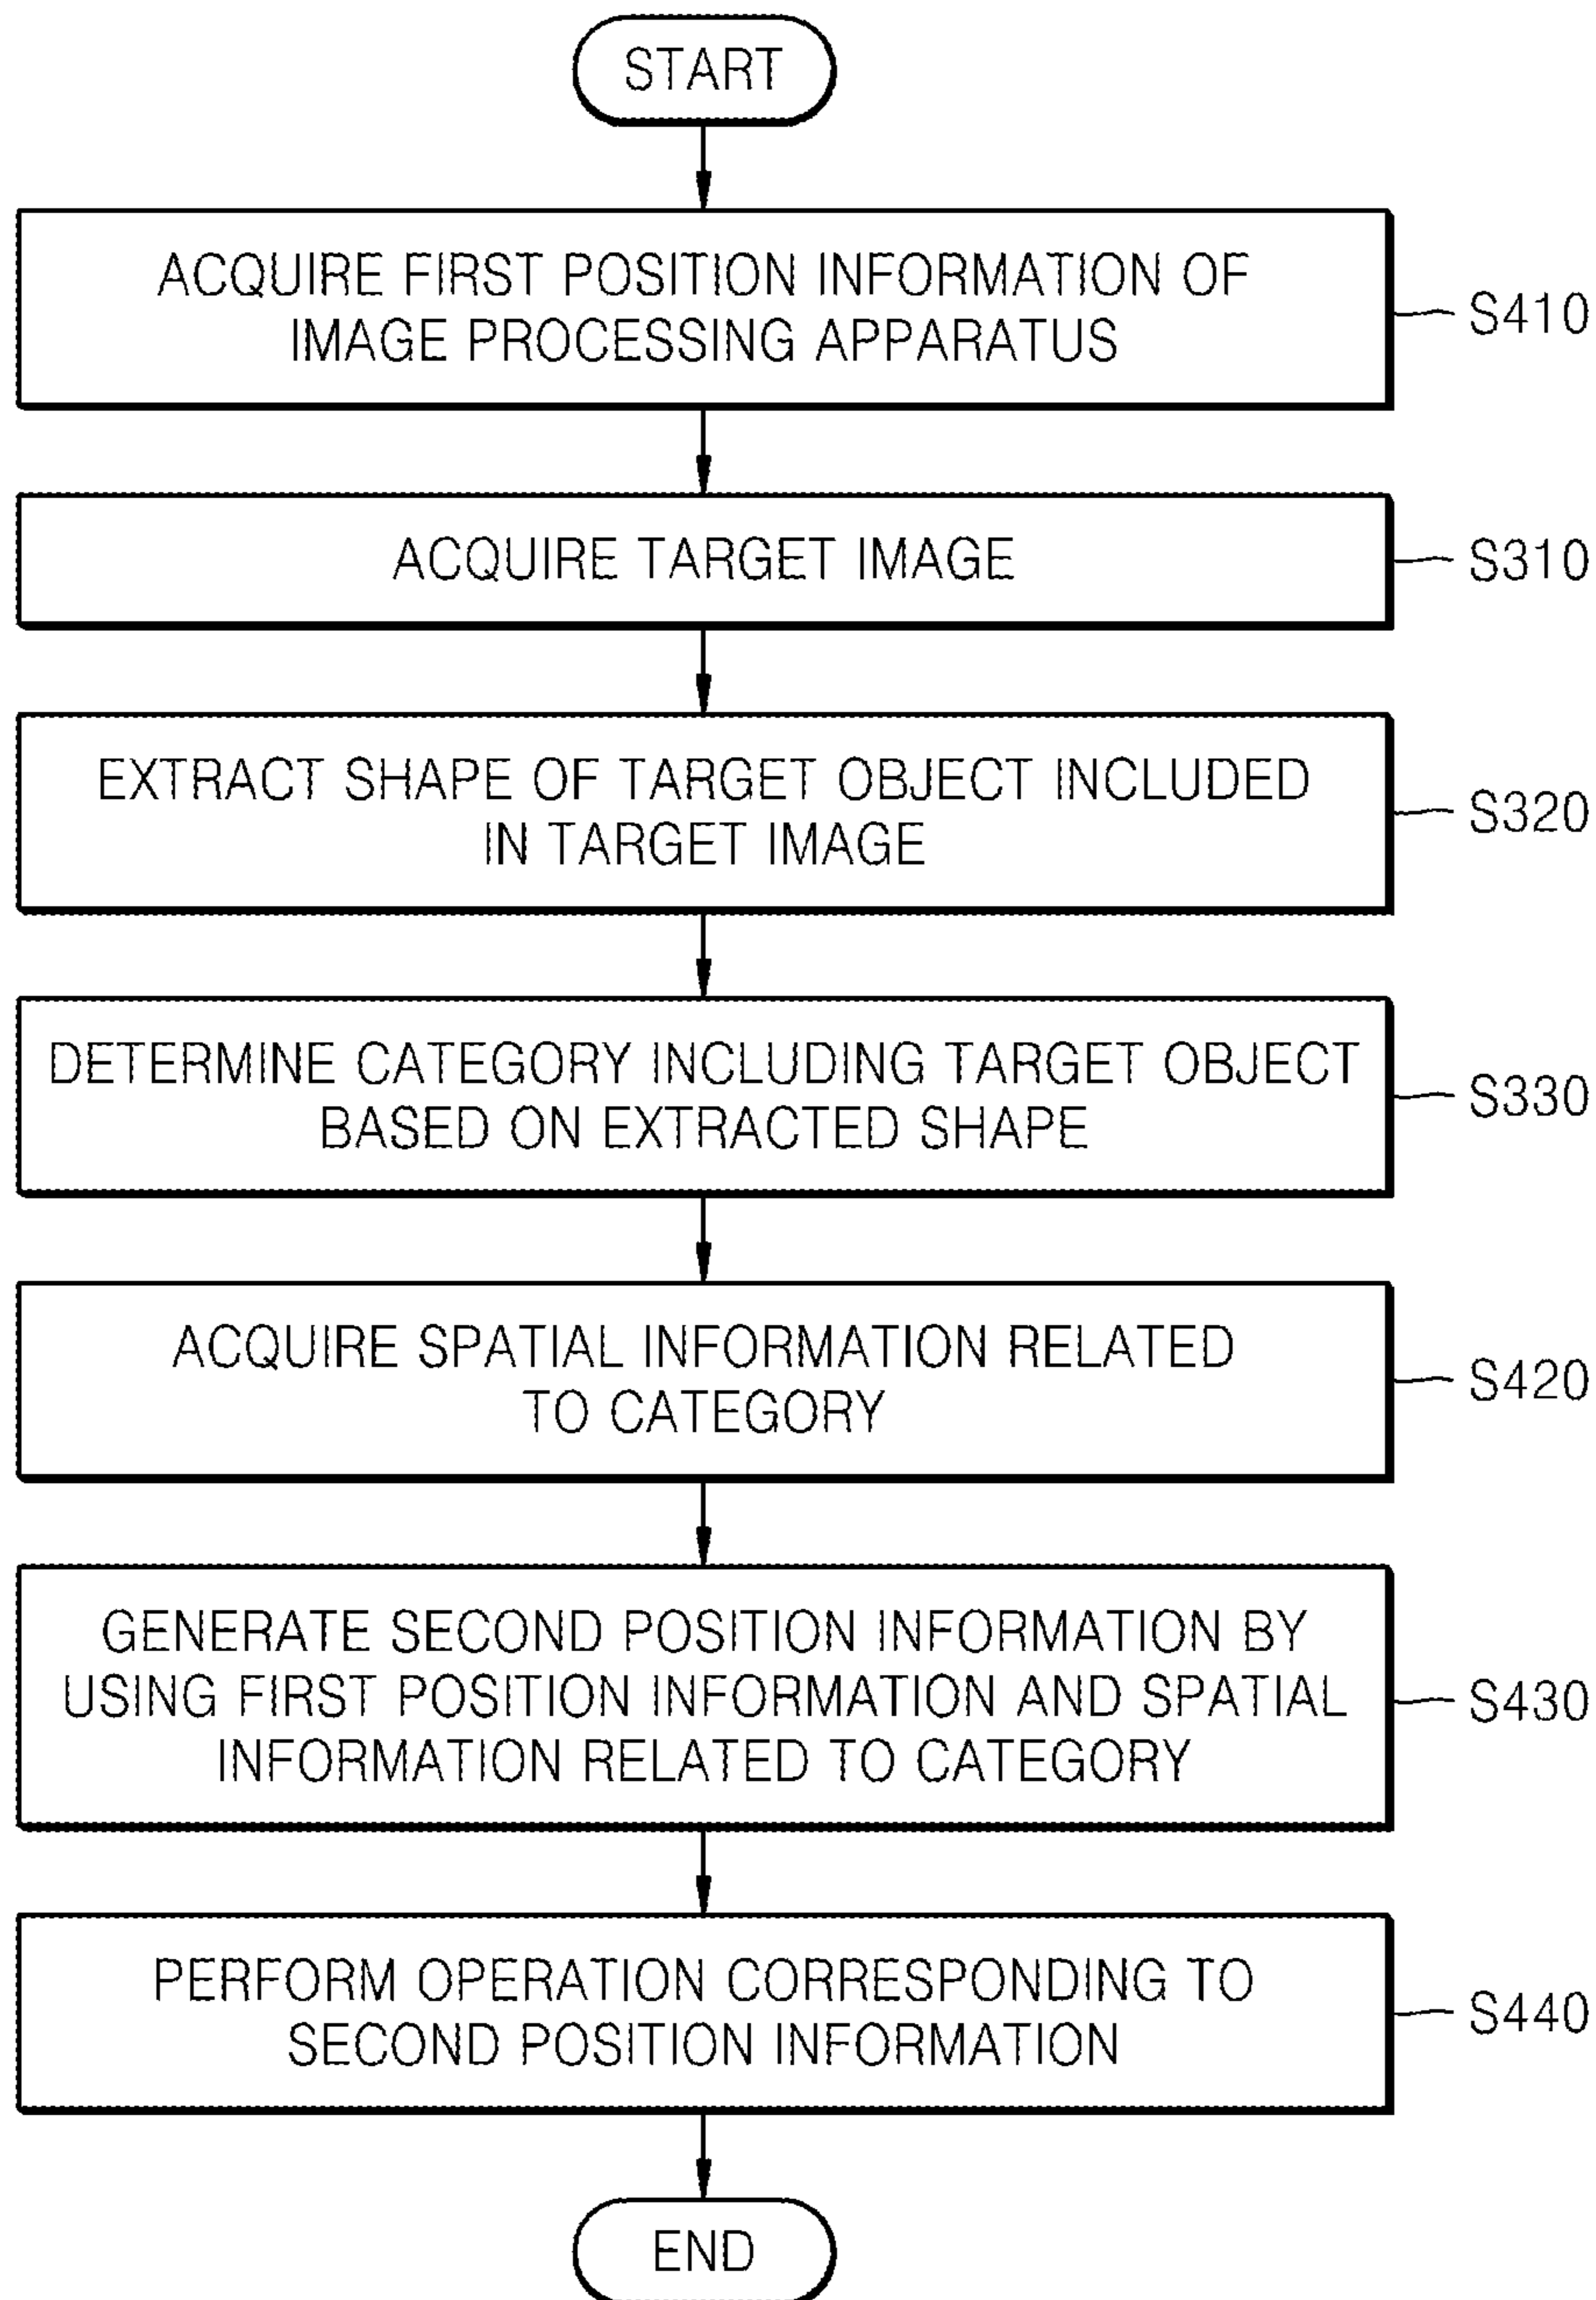 START
ACQUIRE FIRST POSITION INFORMATION OF
IMAGE PROCESSING APPARATUS
S410
ACQUIRE TARGET IMAGE
S310
EXTRACT SHAPE OF TARGET OBJECT INCLUDED
IN TARGET IMAGE
S320
DETERMINE CATEGORY INCLUDING TARGET OBJECT
BASED ON EXTRACTED SHAPE
S330
ACQUIRE SPATIAL INFORMATION RELATED
TO CATEGORY
S420
GENERATE SECOND POSITION INFORMATION BY
USING FIRST POSITION INFORMATION AND SPATIAL
INFORMATION RELATED TO CATEGORY
S430
PERFORM OPERATION CORRESPONDING TO
SECOND POSITION INFORMATION
S440
END